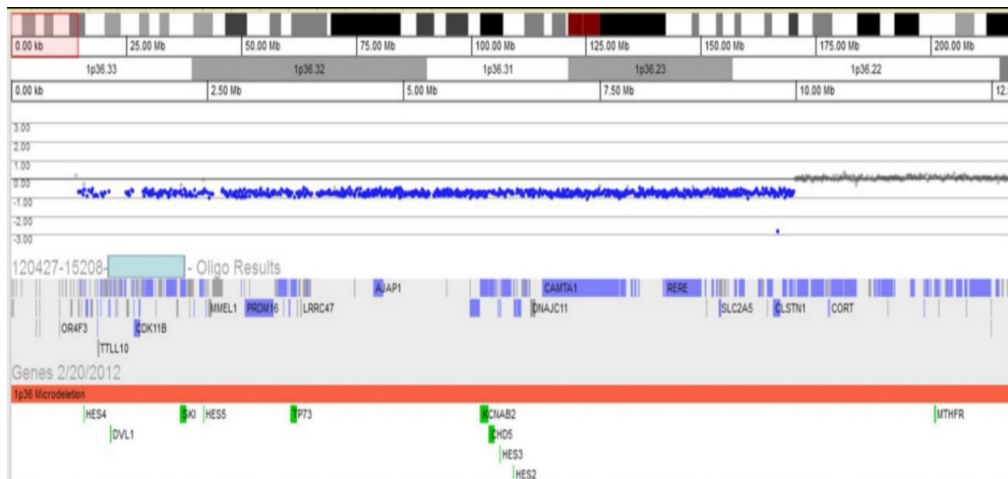 0.00 kb 25.00 Mb 50.00 Mb 75.00 Mb 100.00 Mb 125.00 Mb 150.00 Mb 175.00 Mb 200.00 Mb
1p36.33 1p36.32 1p36.31 1p36.23 1p36.22
0.00 kb 2.50 Mb 5.00 Mb 7.50 Mb 10.00 Mb 12.5
3.00
2.00
1.00
0.00
-1.00
-2.00
-3.00
120427-15208- - Oligo Results
AJAP1 CAMTA1 RERE
MMEL1 PRDM16 LRRC47 DNAJC11 SLC2A5 CLSTN1 CORT
OR4F3 CDK11B
TTLL10
Genes 2/20/2012
1p36 Microdeletion
HES4 SKI HES5 TP73 KCNAB2 MTHFR
DVL1 CHD5
HES3
HES2